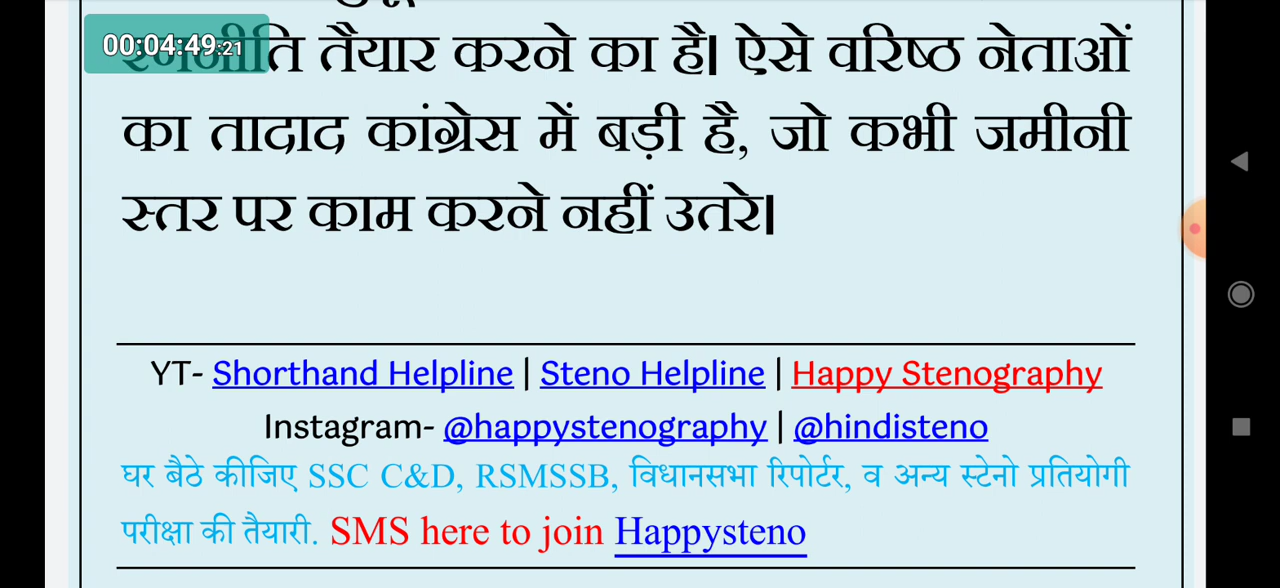 00:04:49:21
तैयार करने का है। ऐसे वरिष्ठ नेताओं
का तादाद कांग्रेस में बड़ी है, जो कभी जमीनी
स्तर पर काम करने नहीं उतरे।
YT- Shorthand Helpline | Steno Helpline | Happy Stenography
Instagram- @happystenography | @hindisteno
घर बैठे कीजिए SSC C&D, RSMSSB, विधानसभा रिपोर्टर, व अन्य स्टेनो प्रतियोगी
परीक्षा की तैयारी. SMS here to join Happysteno